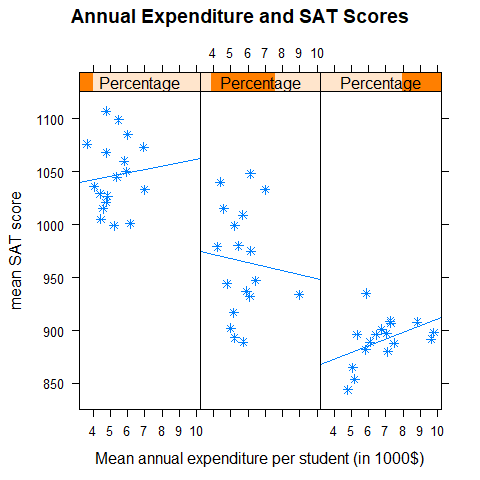 Annual Expenditure and SAT Scores
4 5 6 7 8 9 10
Percentage Percentage Percentage
1100
1050
1000
950
900
850
mean SAT score
4 5 6 7 8 9 10 4 5 6 7 8 9 10
Mean annual expenditure per student (in 1000$)